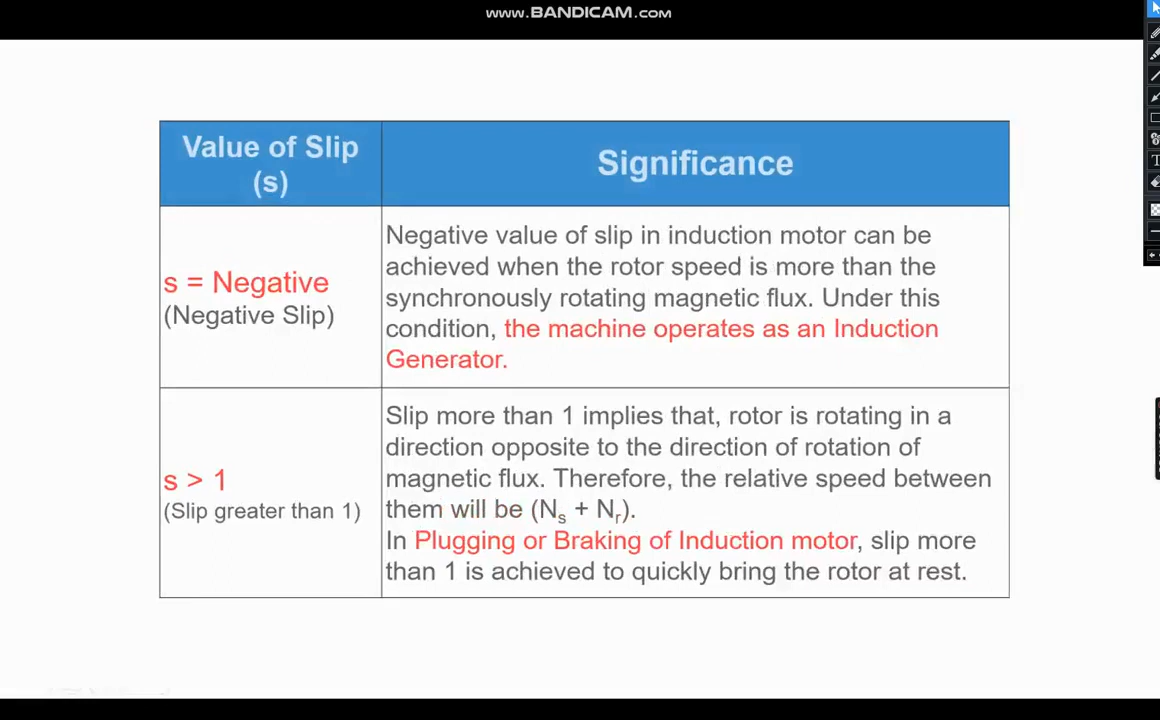 www.BANDICAM.com
Value of Slip
(s)
Significance
s = Negative
(Negative Slip)
Negative value of slip in induction motor can be
achieved when the rotor speed is more than the
synchronously rotating magnetic flux. Under this
condition, the machine operates as an Induction
Generator.
s > 1
(Slip greater than 1)
Slip more than 1 implies that, rotor is rotating in a
direction opposite to the direction of rotation of
magnetic flux. Therefore, the relative speed between
them will be (Ns + Nr).
In Plugging or Braking of Induction motor, slip more
than 1 is achieved to quickly bring the rotor at rest.